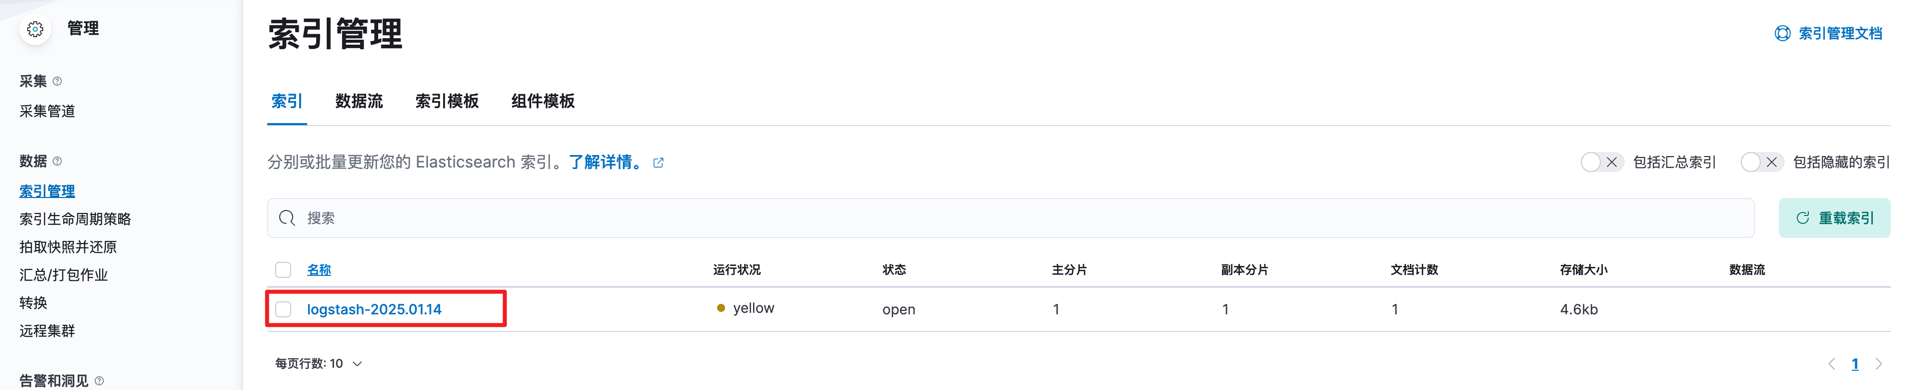 管理
采集
采集管道
数据
索引管理
索引生命周期策略
拍取快照并还原
汇总/打包作业
转换
远程集群
告警和洞见
索引管理
索引管理文档
索引 数据流 索引模板 组件模板
分别或批量更新您的 Elasticsearch 索引。了解详情。
包括汇总索引 包括隐藏的索引
搜索
重载索引
名称 运行状况 状态 主分片 副本分片 文档计数 存储大小 数据流
logstash-2025.01.14 yellow open 1 1 1 4.6kb
每页行数: 10
1